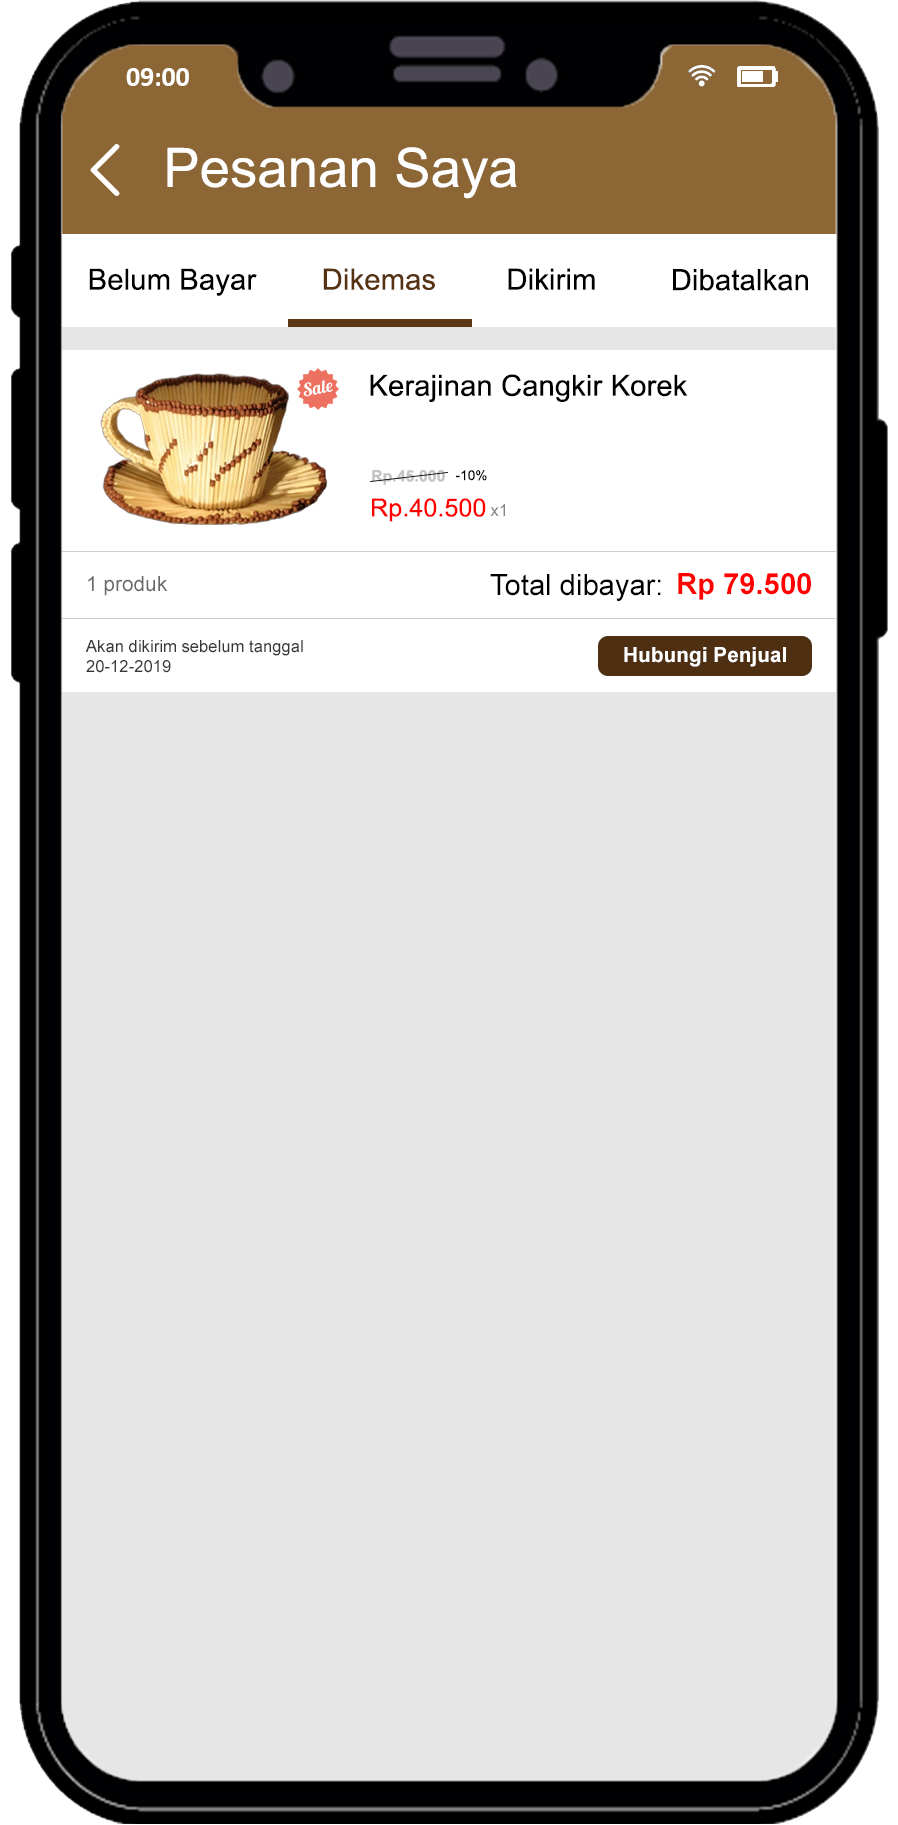 09:00
Pesanan Saya
Belum Bayar Dikemas Dikirim Dibatalkan
Sale
Kerajinan Cangkir Korek
Rp.45.000 -10%
Rp.40.500 x1
1 produk Total dibayar: Rp 79.500
Akan dikirim sebelum tanggal
20-12-2019
Hubungi Penjual